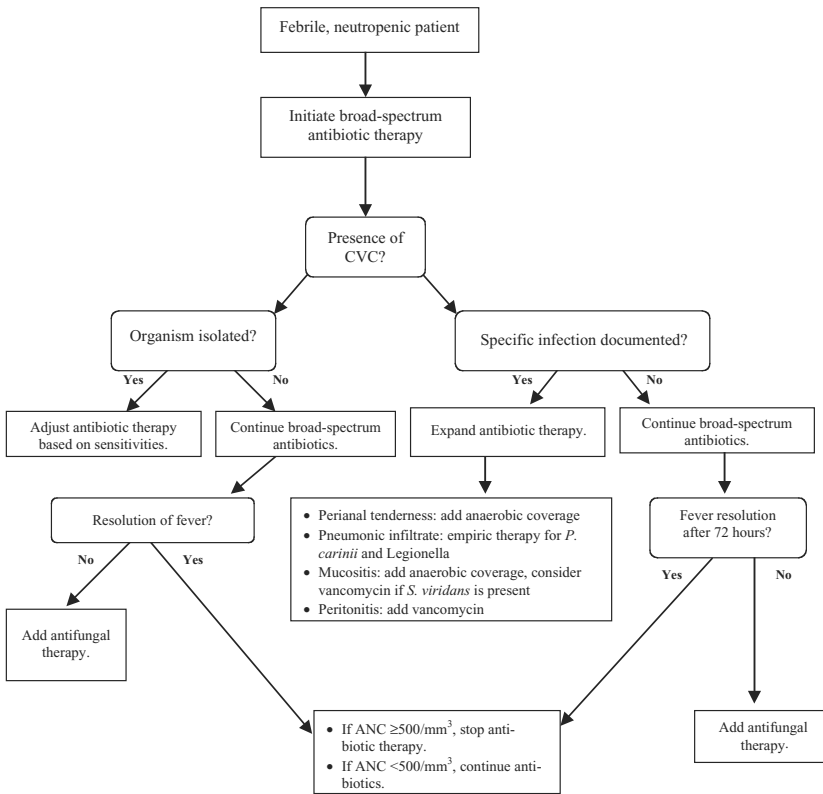 Febrile, neutropenic patient
Initiate broad-spectrum
antibiotic therapy
Presence of
CVC?
Organism isolated?
Specific infection documented?
Yes
No
Yes
No
Adjust antibiotic therapy
based on sensitivities.
Continue broad-spectrum
antibiotics.
Expand antibiotic therapy.
Continue broad-spectrum
antibiotics.
Resolution of fever?
• Perianal tenderness: add anaerobic coverage
• Pneumonic infiltrate: empiric therapy for P.
carinii and Legionella
• Mucositis: add anaerobic coverage, consider
vancomycin if S. viridans is present
• Peritonitis: add vancomycin
Fever resolution
after 72 hours?
No
Yes
Yes
No
Add antifungal
therapy.
• If ANC ≥500/mm³, stop anti-
biotic therapy.
• If ANC <500/mm³, continue anti-
biotics.
Add antifungal
therapy.